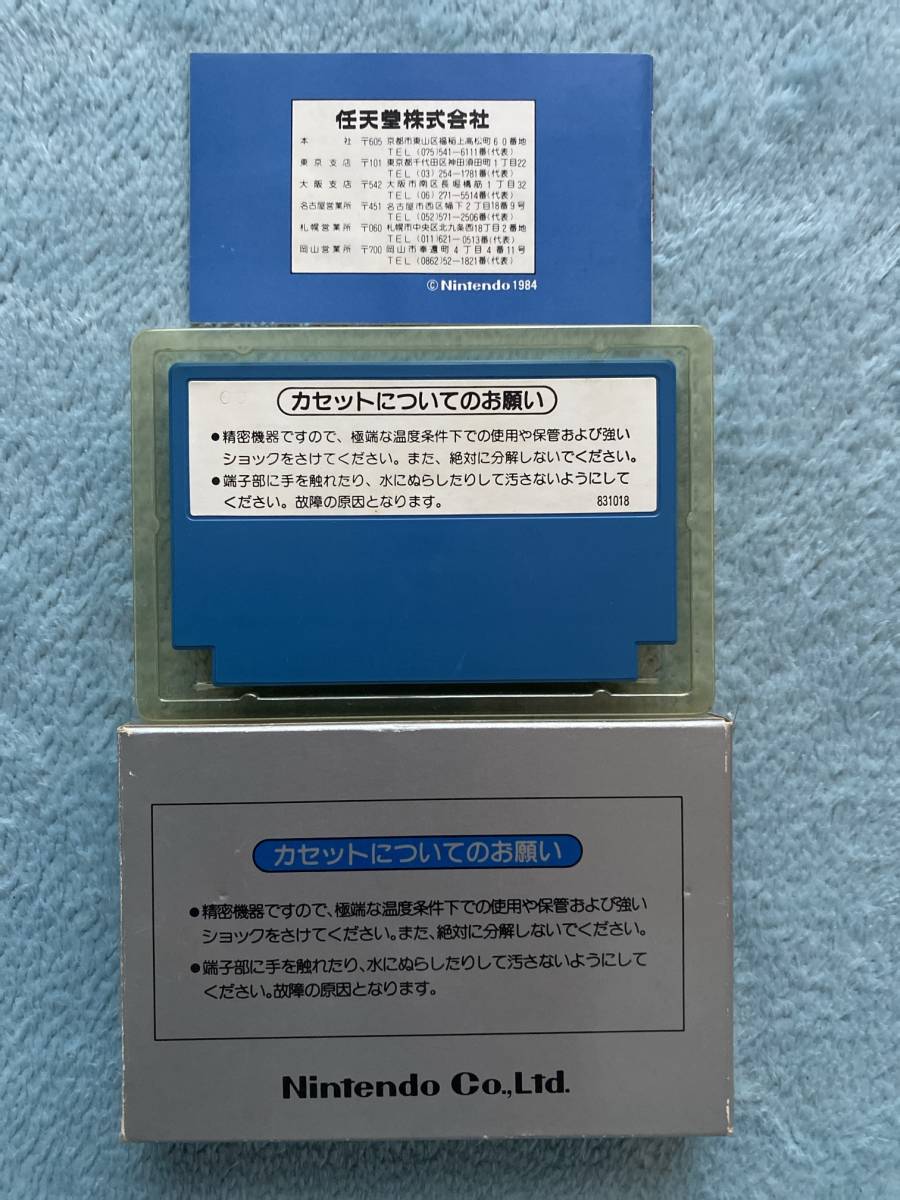 任天堂株式会社
本 社 〒605 京都市東山区福稲上高松町60番地
TEL (075)541-6111番(代表)
東京支店 〒101 東京都千代田区神田須田町1丁目22
TEL (03) 254-1781番(代表)
大阪支店 〒542 大阪市南区長堀橋筋1丁目32
TEL (06) 271-5514番(代表)
名古屋営業所 〒451 名古屋市西区幅下2丁目18番9号
TEL (052)571-2506番(代表)
札幌営業所 〒060 札幌市中央区北九条西18丁目2番地
TEL (011)621-0513番(代表)
岡山営業所 〒700 岡山市奉還町4丁目4番11号
TEL (0862)52-1821番(代表)
©Nintendo 1984
カセットについてのお願い
●精密機器ですので、極端な温度条件下での使用や保管および強い
ショックをさけてください。また、絶対に分解しないでください。
●端子部に手を触れたり、水にぬらしたりして汚さないようにして
ください。故障の原因となります。 831018
カセットについてのお願い
●精密機器ですので、極端な温度条件下での使用や保管および強い
ショックをさけてください。また、絶対に分解しないでください。
●端子部に手を触れたり、水にぬらしたりして汚さないようにして
ください。故障の原因となります。
Nintendo Co.,Ltd.